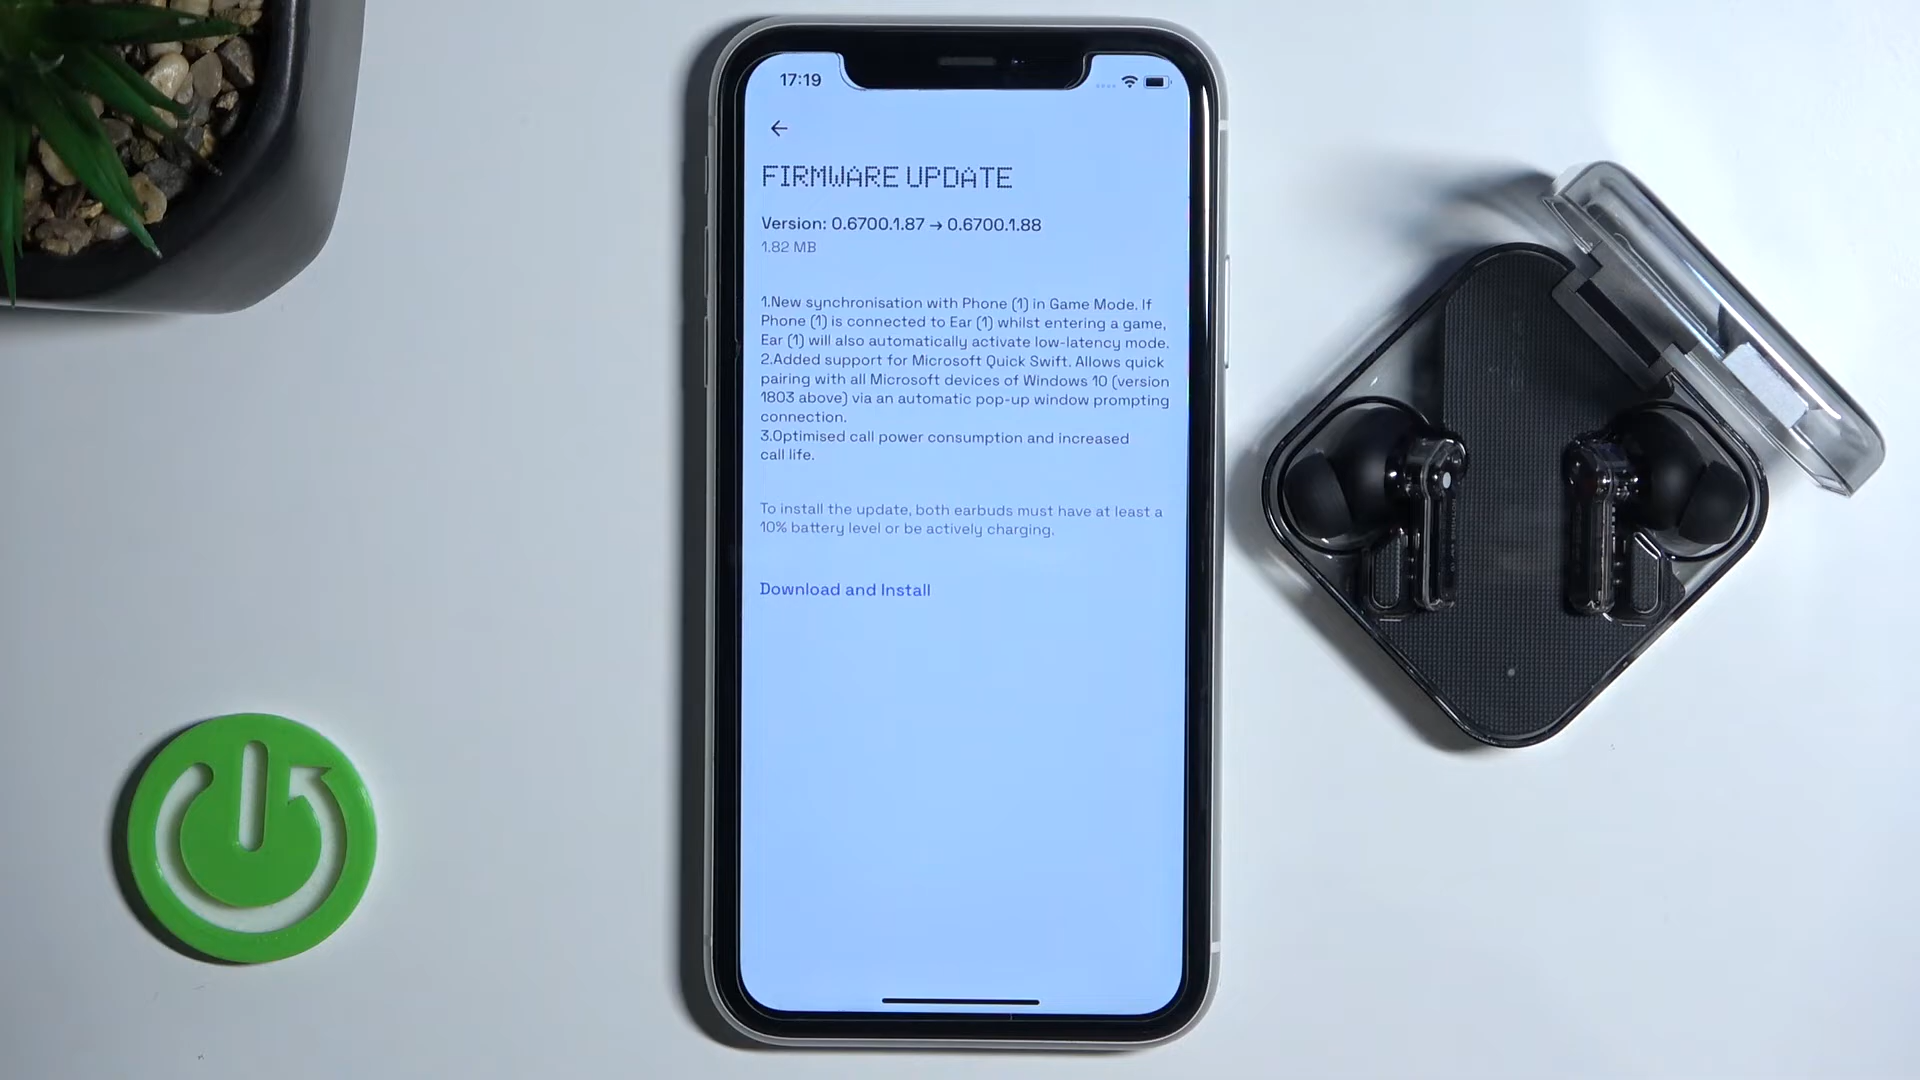 17:19
FIRMWARE UPDATE
Version: 0.6700.1.87 → 0.6700.1.88
1.82 MB
1.New synchronisation with Phone (1) in Game Mode. If
Phone (1) is connected to Ear (1) whilst entering a game,
Ear (1) will also automatically activate low-latency mode.
2.Added support for Microsoft Quick Swift. Allows quick
pairing with all Microsoft devices of Windows 10 (version
1803 above) via an automatic pop-up window prompting
connection.
3.Optimised call power consumption and increased
call life.
To install the update, both earbuds must have at least a
10% battery level or be actively charging.
Download and Install